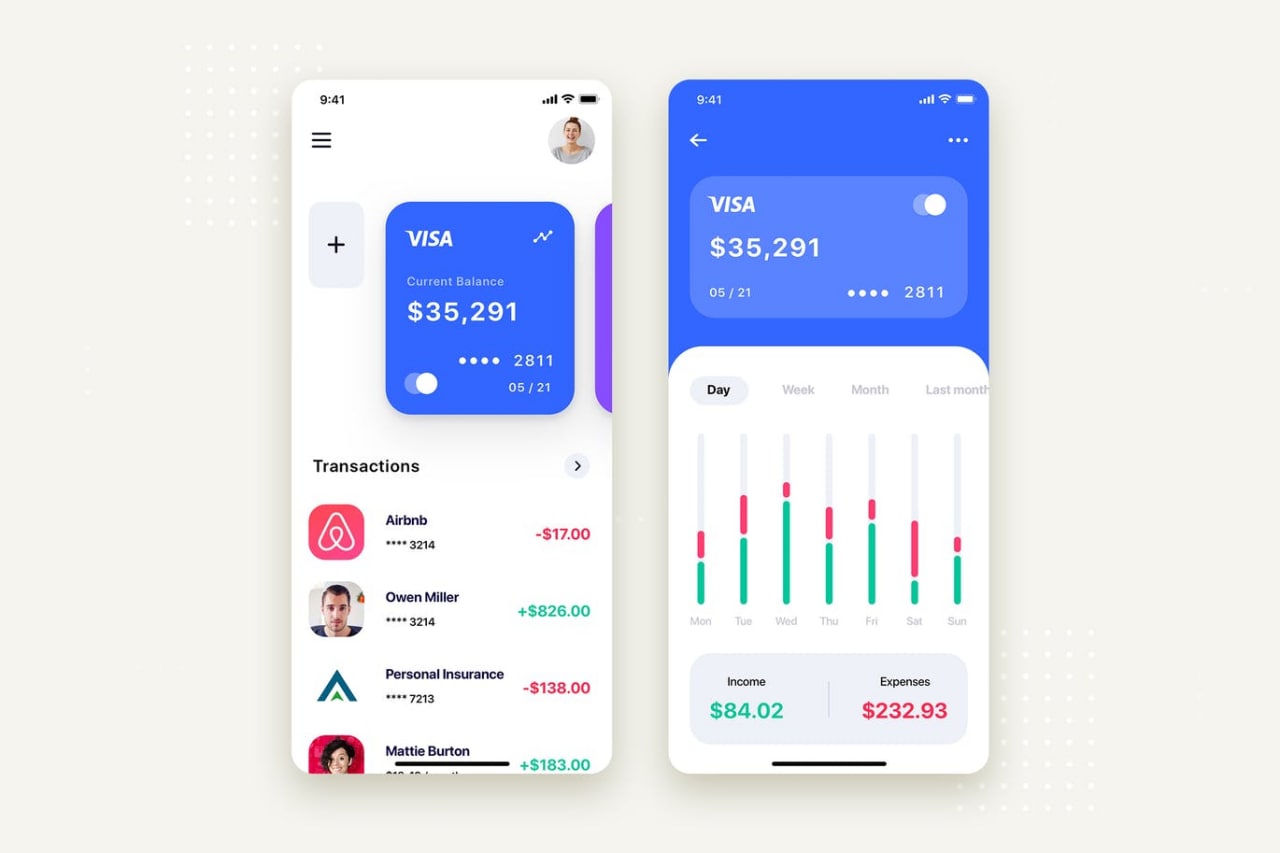 9:41
VISA
Current Balance
$35,291
•••• 2811
05 / 21
Transactions
Airbnb
**** 3214
-$17.00
Owen Miller
**** 3214
+$826.00
Personal Insurance
**** 7213
-$138.00
Mattie Burton
+$183.00
9:41
VISA
$35,291
05 / 21 •••• 2811
Day Week Month Last month
Mon Tue Wed Thu Fri Sat Sun
Income Expenses
$84.02 $232.93